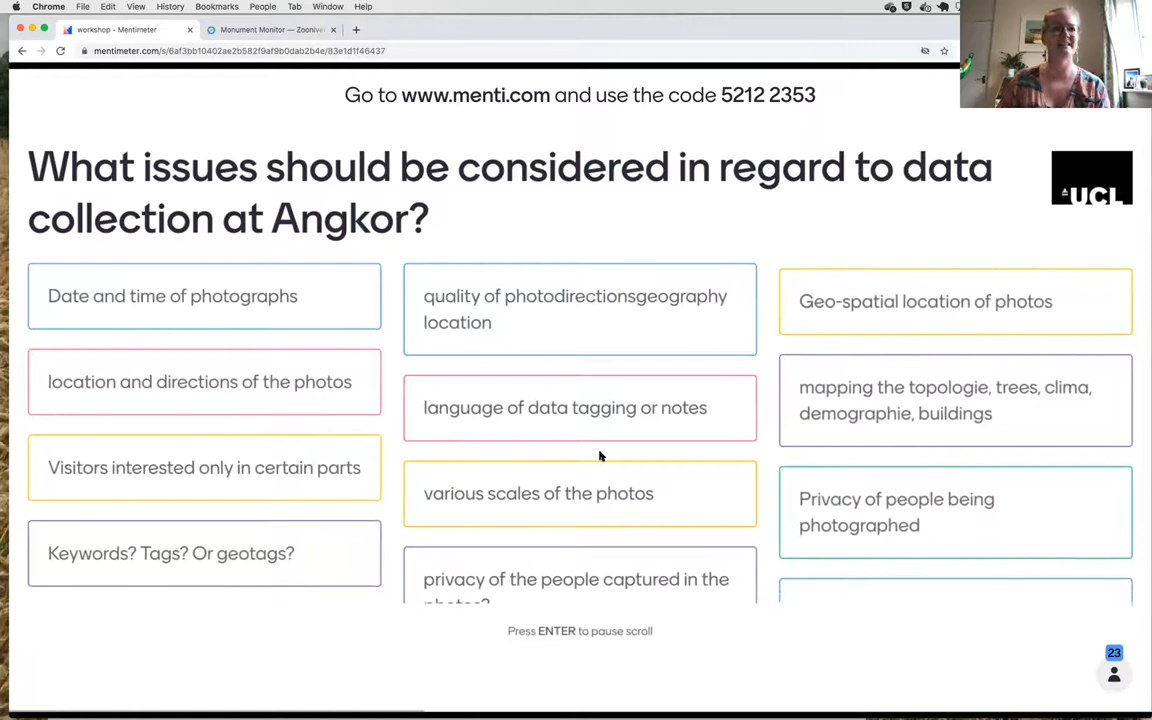 Chrome File Edit View History Bookmarks People Tab Window Help
workshop - Mentimeter
Monument Monitor — Zooniver
mentimeter.com/s/6af3bb10402ae2b582f9af9b0dab2b4e/83e1d1f46437
Go to www.menti.com and use the code 5212 2353
What issues should be considered in regard to data
collection at Angkor?
UCL
Date and time of photographs
location and directions of the photos
Visitors interested only in certain parts
Keywords? Tags? Or geotags?
quality of photodirectionsgeography
location
language of data tagging or notes
various scales of the photos
privacy of the people captured in the
photos?
Geo-spatial location of photos
mapping the topologie, trees, clima,
demographie, buildings
Privacy of people being
photographed
Press ENTER to pause scroll
23